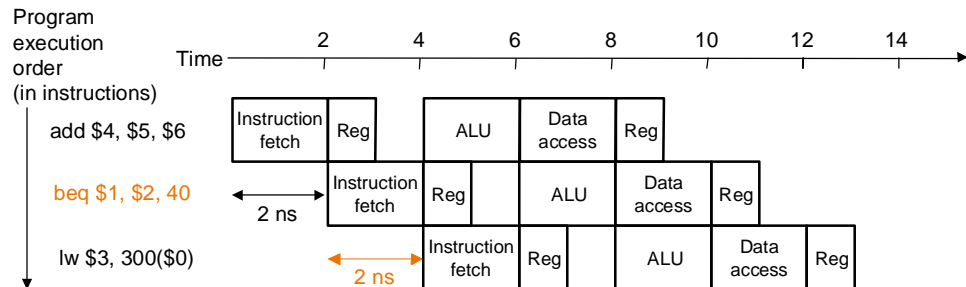 Program
execution
order
(in instructions)
Time
2 4 6 8 10 12 14
add $4, $5, $6
Instruction
fetch
Reg
ALU
Data
access
Reg
beq $1, $2, 40
2 ns
Instruction
fetch
Reg
ALU
Data
access
Reg
lw $3, 300($0)
2 ns
Instruction
fetch
Reg
ALU
Data
access
Reg